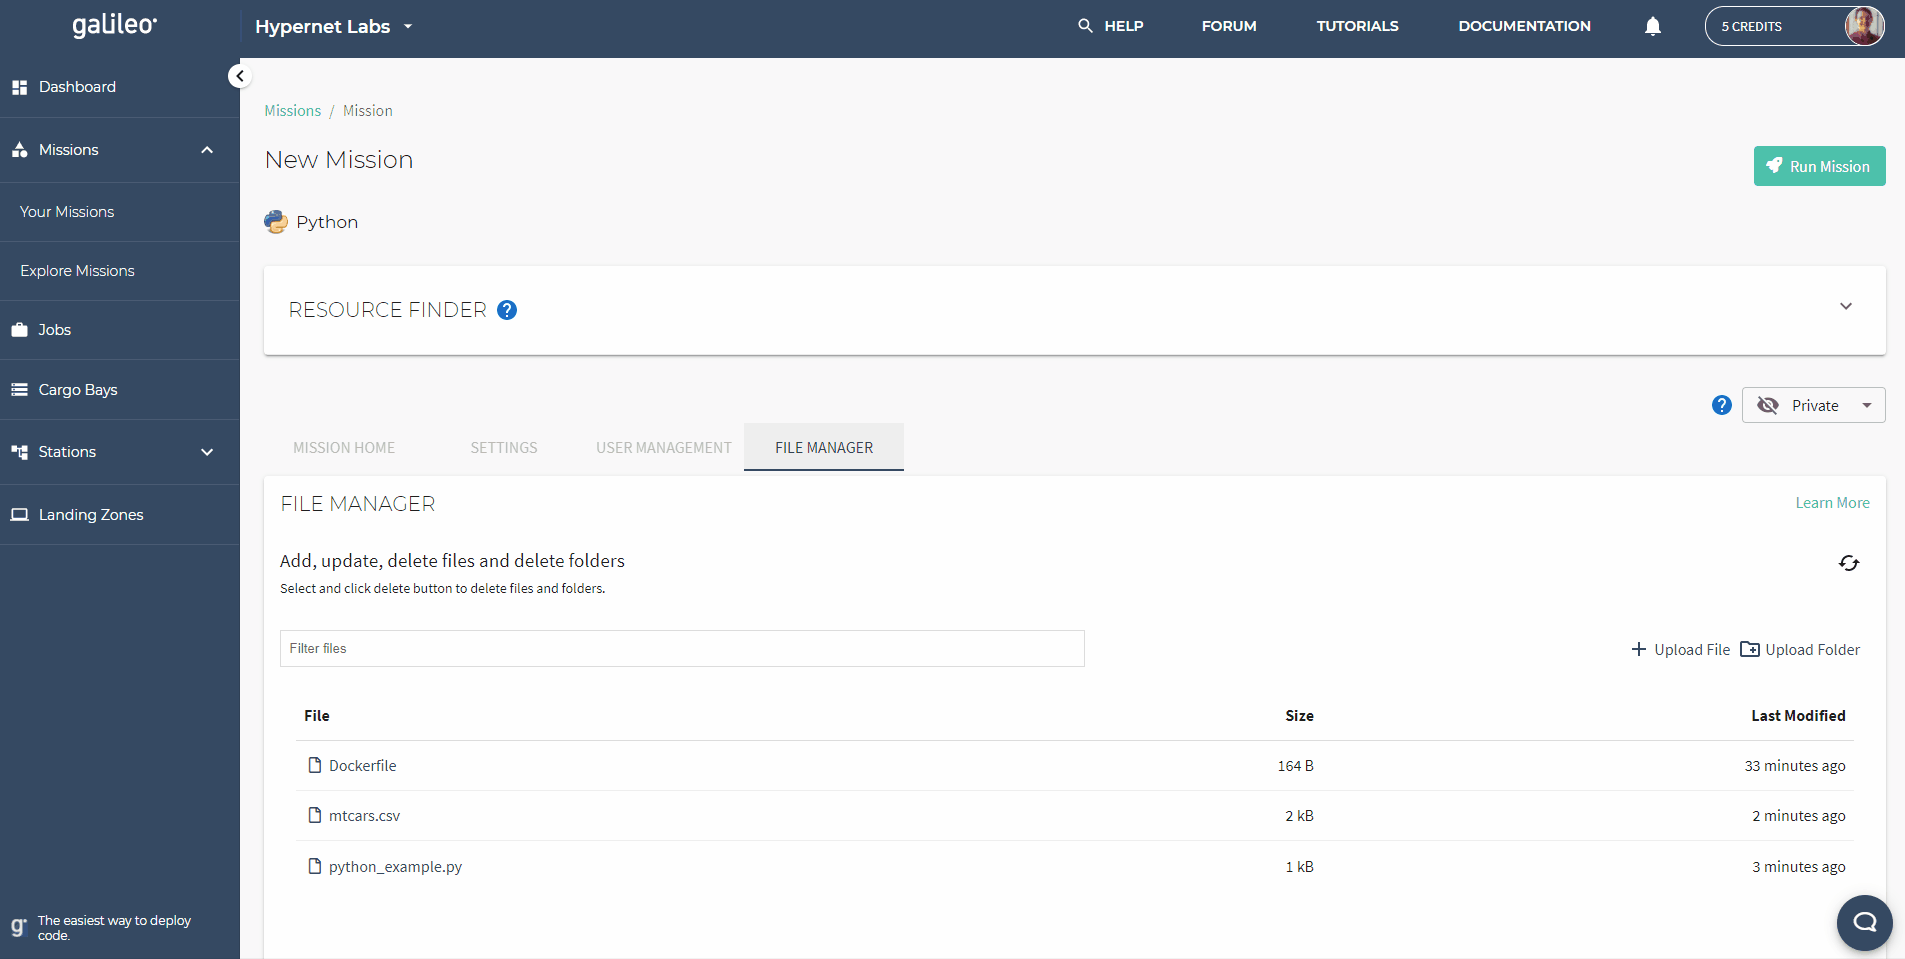 galileo
Hypernet Labs
HELP
FORUM
TUTORIALS
DOCUMENTATION
5 CREDITS
Dashboard
Missions
Your Missions
Explore Missions
Jobs
Cargo Bays
Stations
Landing Zones
g
The easiest way to deploy
code.
Missions / Mission
New Mission
Run Mission
Python
RESOURCE FINDER ?
? Private
MISSION HOME
SETTINGS
USER MANAGEMENT
FILE MANAGER
FILE MANAGER
Learn More
Add, update, delete files and delete folders
Select and click delete button to delete files and folders.
Filter files
Upload File
Upload Folder
File Size Last Modified
Dockerfile 164 B 33 minutes ago
mtcars.csv 2 kB 2 minutes ago
python_example.py 1 kB 3 minutes ago